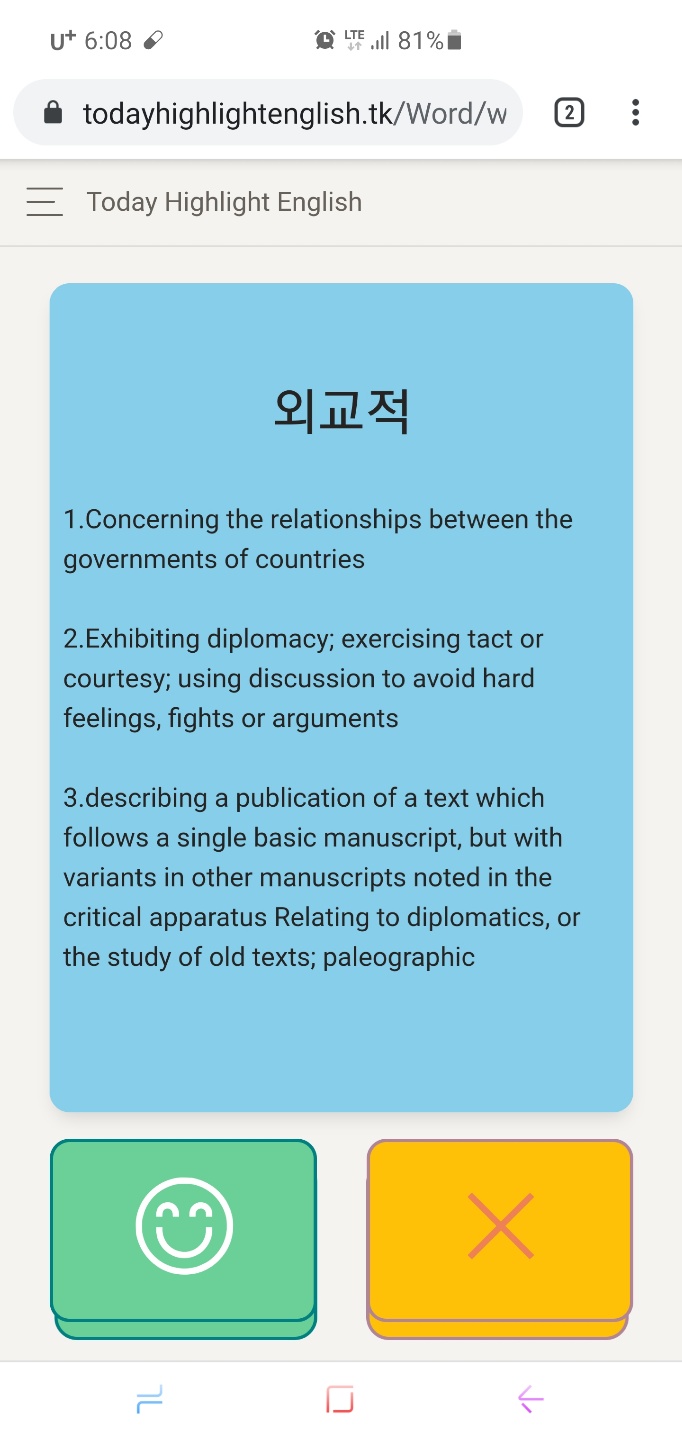 U+ 6:08 LTE 81%
todayhighlightenglish.tk/Word/w 2
Today Highlight English
외교적
1.Concerning the relationships between the
governments of countries
2.Exhibiting diplomacy; exercising tact or
courtesy; using discussion to avoid hard
feelings, fights or arguments
3.describing a publication of a text which
follows a single basic manuscript, but with
variants in other manuscripts noted in the
critical apparatus Relating to diplomatics, or
the study of old texts; paleographic